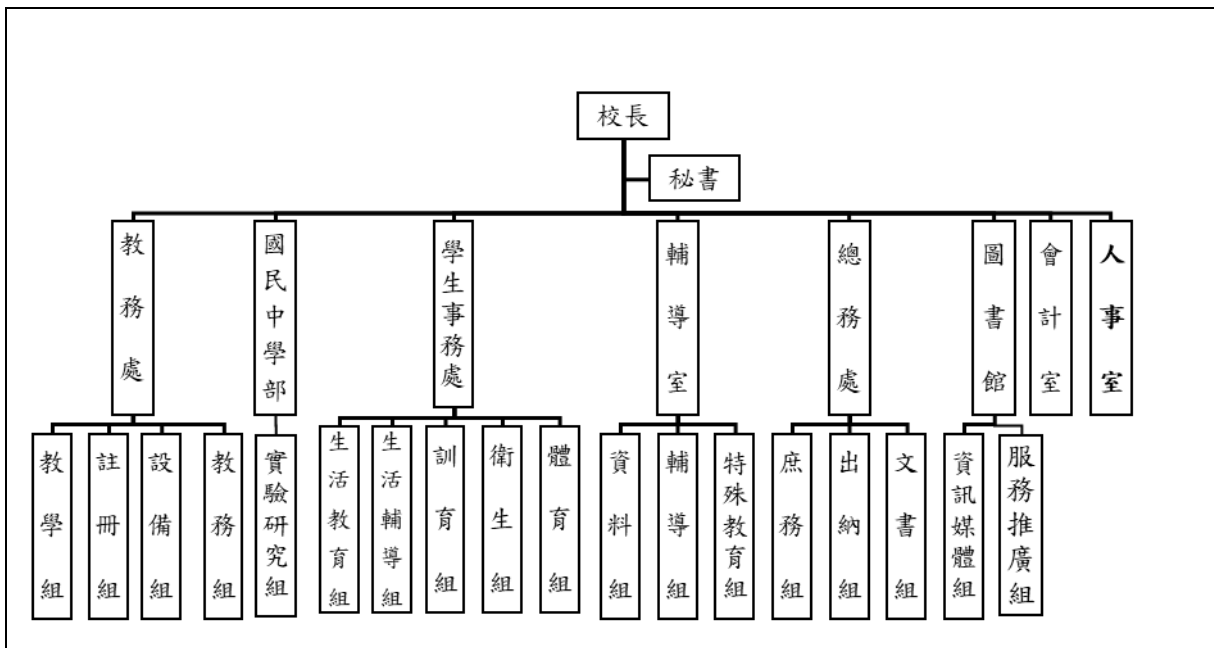 校長
秘書
教務處
國民中學部
學生事務處
輔導室
總務處
圖書館
會計室
人事室
教學組
註冊組
設備組
教務組
實驗研究組
生活教育組
生活輔導組
訓育組
衛生組
體育組
資料組
輔導組
特殊教育組
庶務組
出納組
文書組
資訊媒體組
服務推廣組